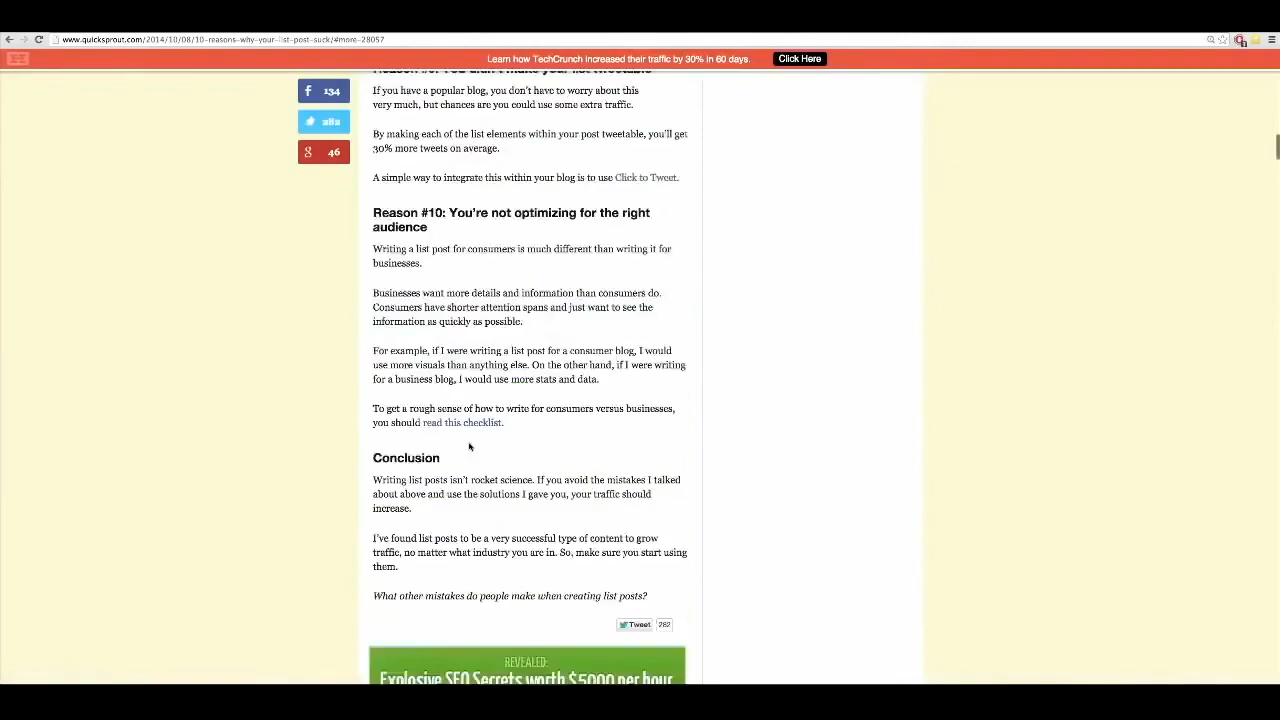 www.quicksprout.com/2014/10/08/10-reasons-why-your-list-post-suck/#more-28057
Learn how TechCrunch increased their traffic by 30% in 60 days. Click Here
134
282
46
If you have a popular blog, you don't have to worry about this
very much, but chances are you could use some extra traffic.
By making each of the list elements within your post tweetable, you'll get
30% more tweets on average.
A simple way to integrate this within your blog is to use Click to Tweet.
Reason #10: You're not optimizing for the right
audience
Writing a list post for consumers is much different than writing it for
businesses.
Businesses want more details and information than consumers do.
Consumers have shorter attention spans and just want to see the
information as quickly as possible.
For example, if I were writing a list post for a consumer blog, I would
use more visuals than anything else. On the other hand, if I were writing
for a business blog, I would use more stats and data.
To get a rough sense of how to write for consumers versus businesses,
you should read this checklist.
Conclusion
Writing list posts isn't rocket science. If you avoid the mistakes I talked
about above and use the solutions I gave you, your traffic should
increase.
I've found list posts to be a very successful type of content to grow
traffic, no matter what industry you are in. So, make sure you start using
them.
What other mistakes do people make when creating list posts?
Tweet 282
REVEALED:
Explosive SEO Secrets worth $5000 per hour